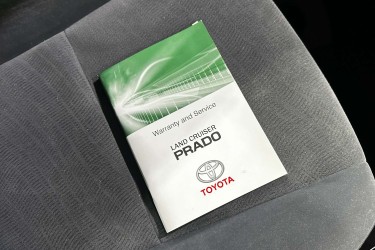 Warranty and Service
LAND CRUISER
PRADO
TOYOTA